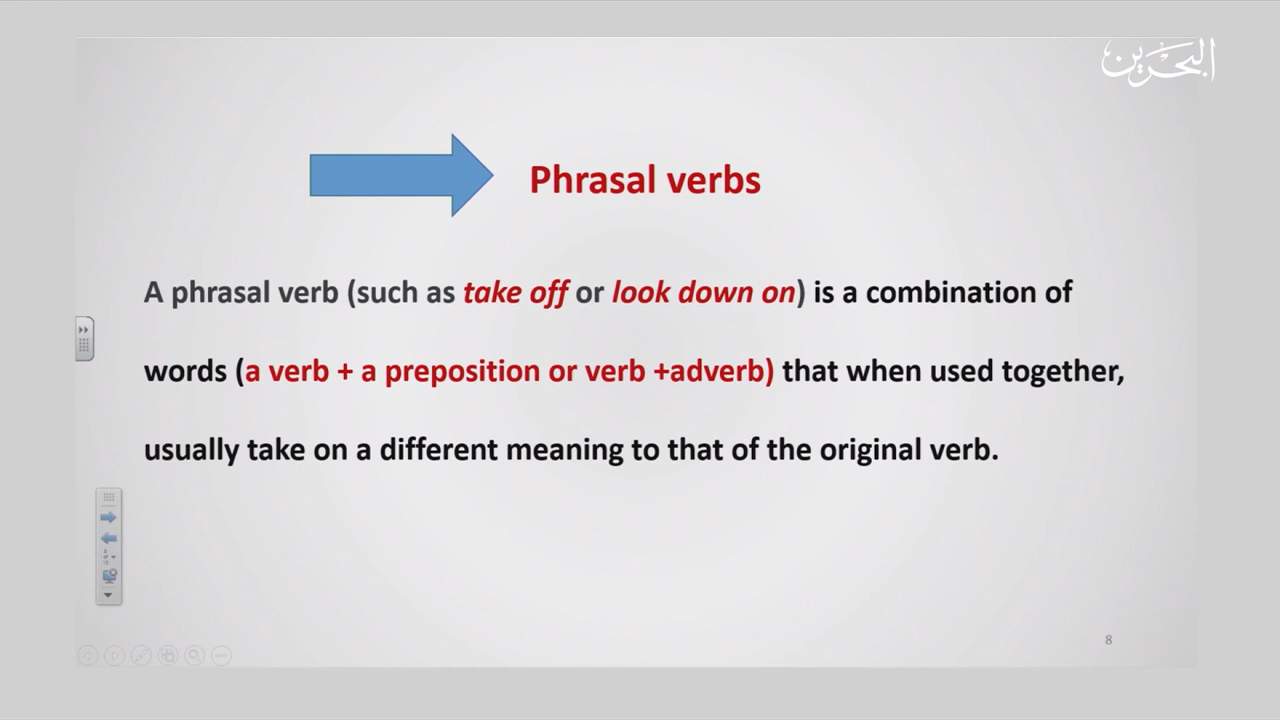 البحرين
Phrasal verbs
A phrasal verb (such as take off or look down on) is a combination of
words (a verb + a preposition or verb +adverb) that when used together,
usually take on a different meaning to that of the original verb.
8